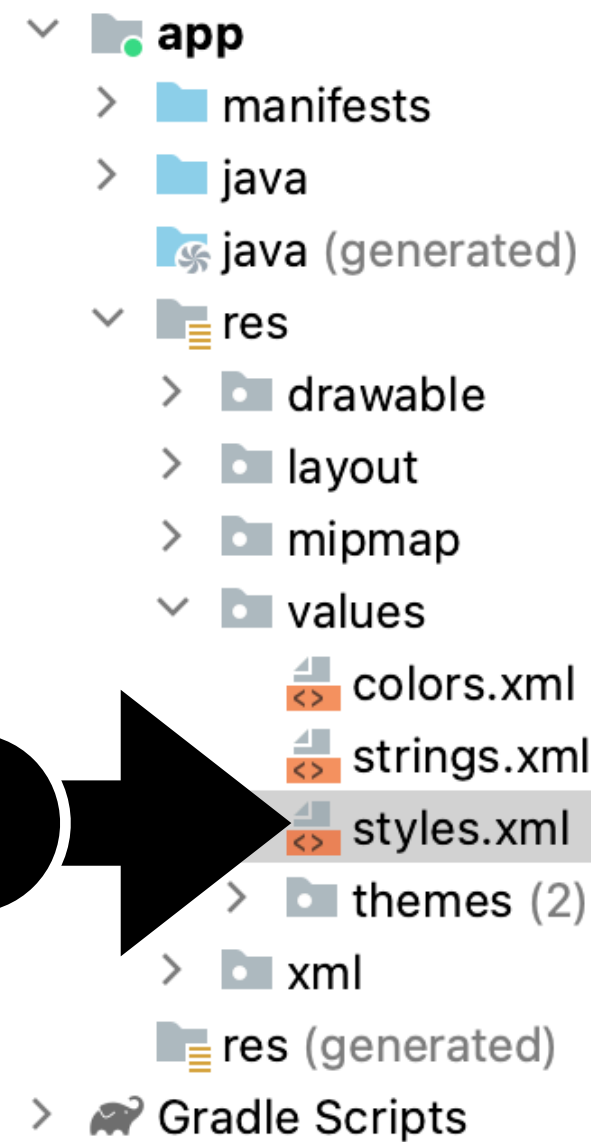 app
manifests
java
java (generated)
res
drawable
layout
mipmap
values
colors.xml
strings.xml
styles.xml
themes (2)
xml
res (generated)
Gradle Scripts